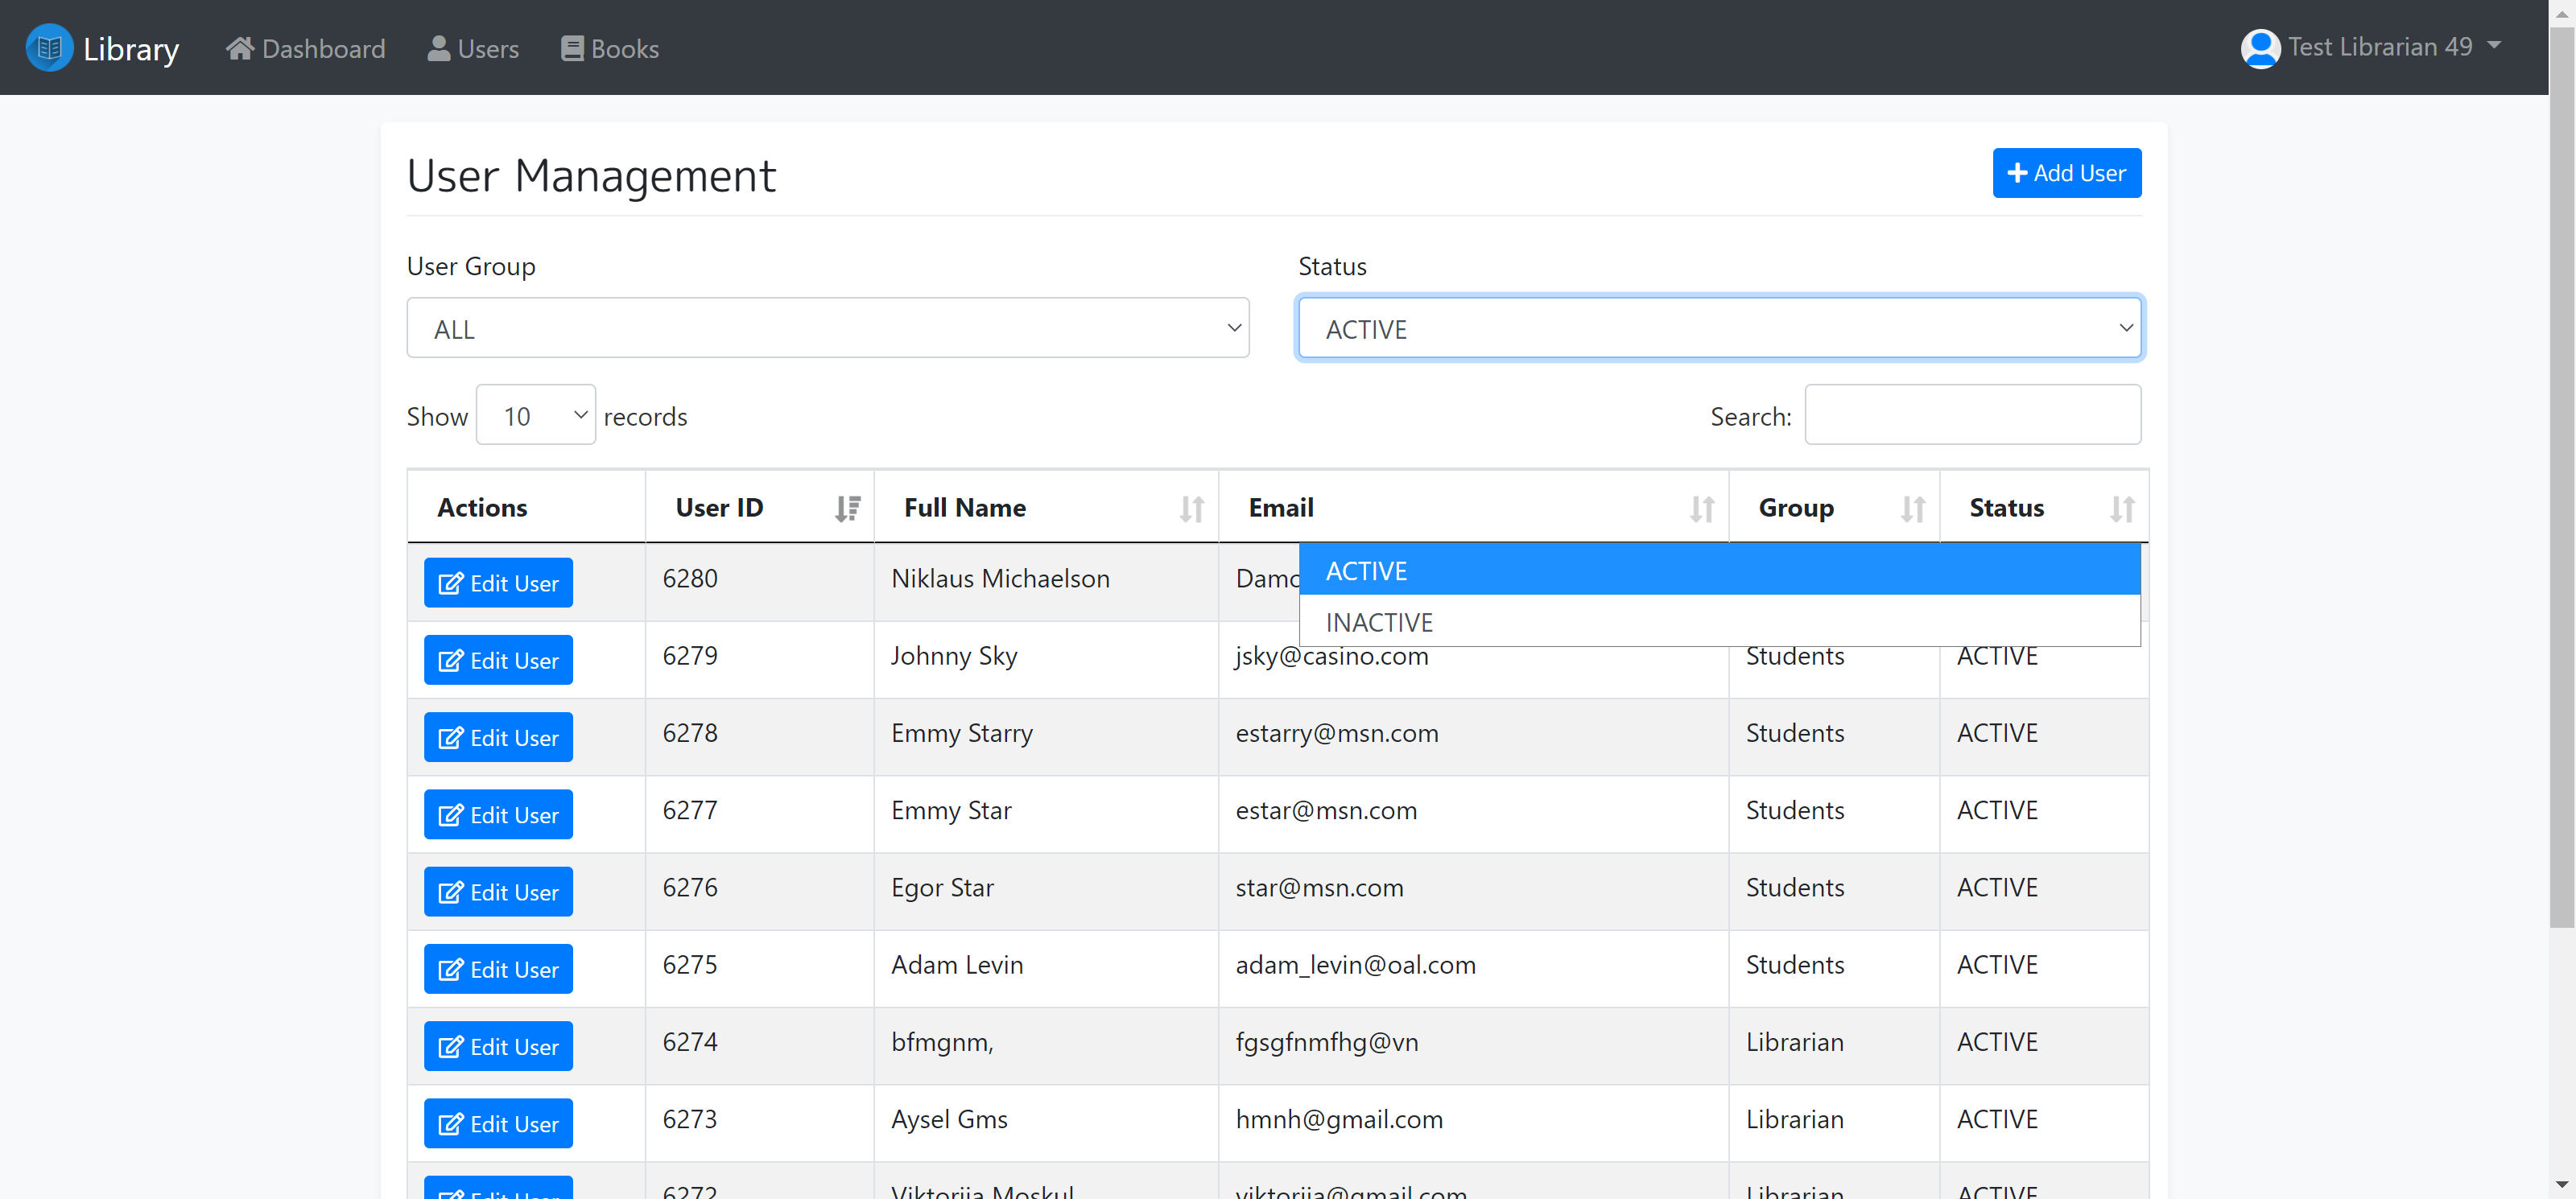 Library Dashboard Users Books Test Librarian 49
User Management + Add User
User Group Status
ALL ACTIVE
Show 10 records Search:
Actions User ID Full Name Email Group Status
Edit User 6280 Niklaus Michaelson
ACTIVE
INACTIVE
Edit User 6279 Johnny Sky jsky@casino.com Students ACTIVE
Edit User 6278 Emmy Starry estarry@msn.com Students ACTIVE
Edit User 6277 Emmy Star estar@msn.com Students ACTIVE
Edit User 6276 Egor Star star@msn.com Students ACTIVE
Edit User 6275 Adam Levin adam_levin@oal.com Students ACTIVE
Edit User 6274 bfmgnm, fgsgfnmfhg@vn Librarian ACTIVE
Edit User 6273 Aysel Gms hmnh@gmail.com Librarian ACTIVE
Edit User 6272 Viktoriia Moskul viktoriia@gmail.com Librarian ACTIVE